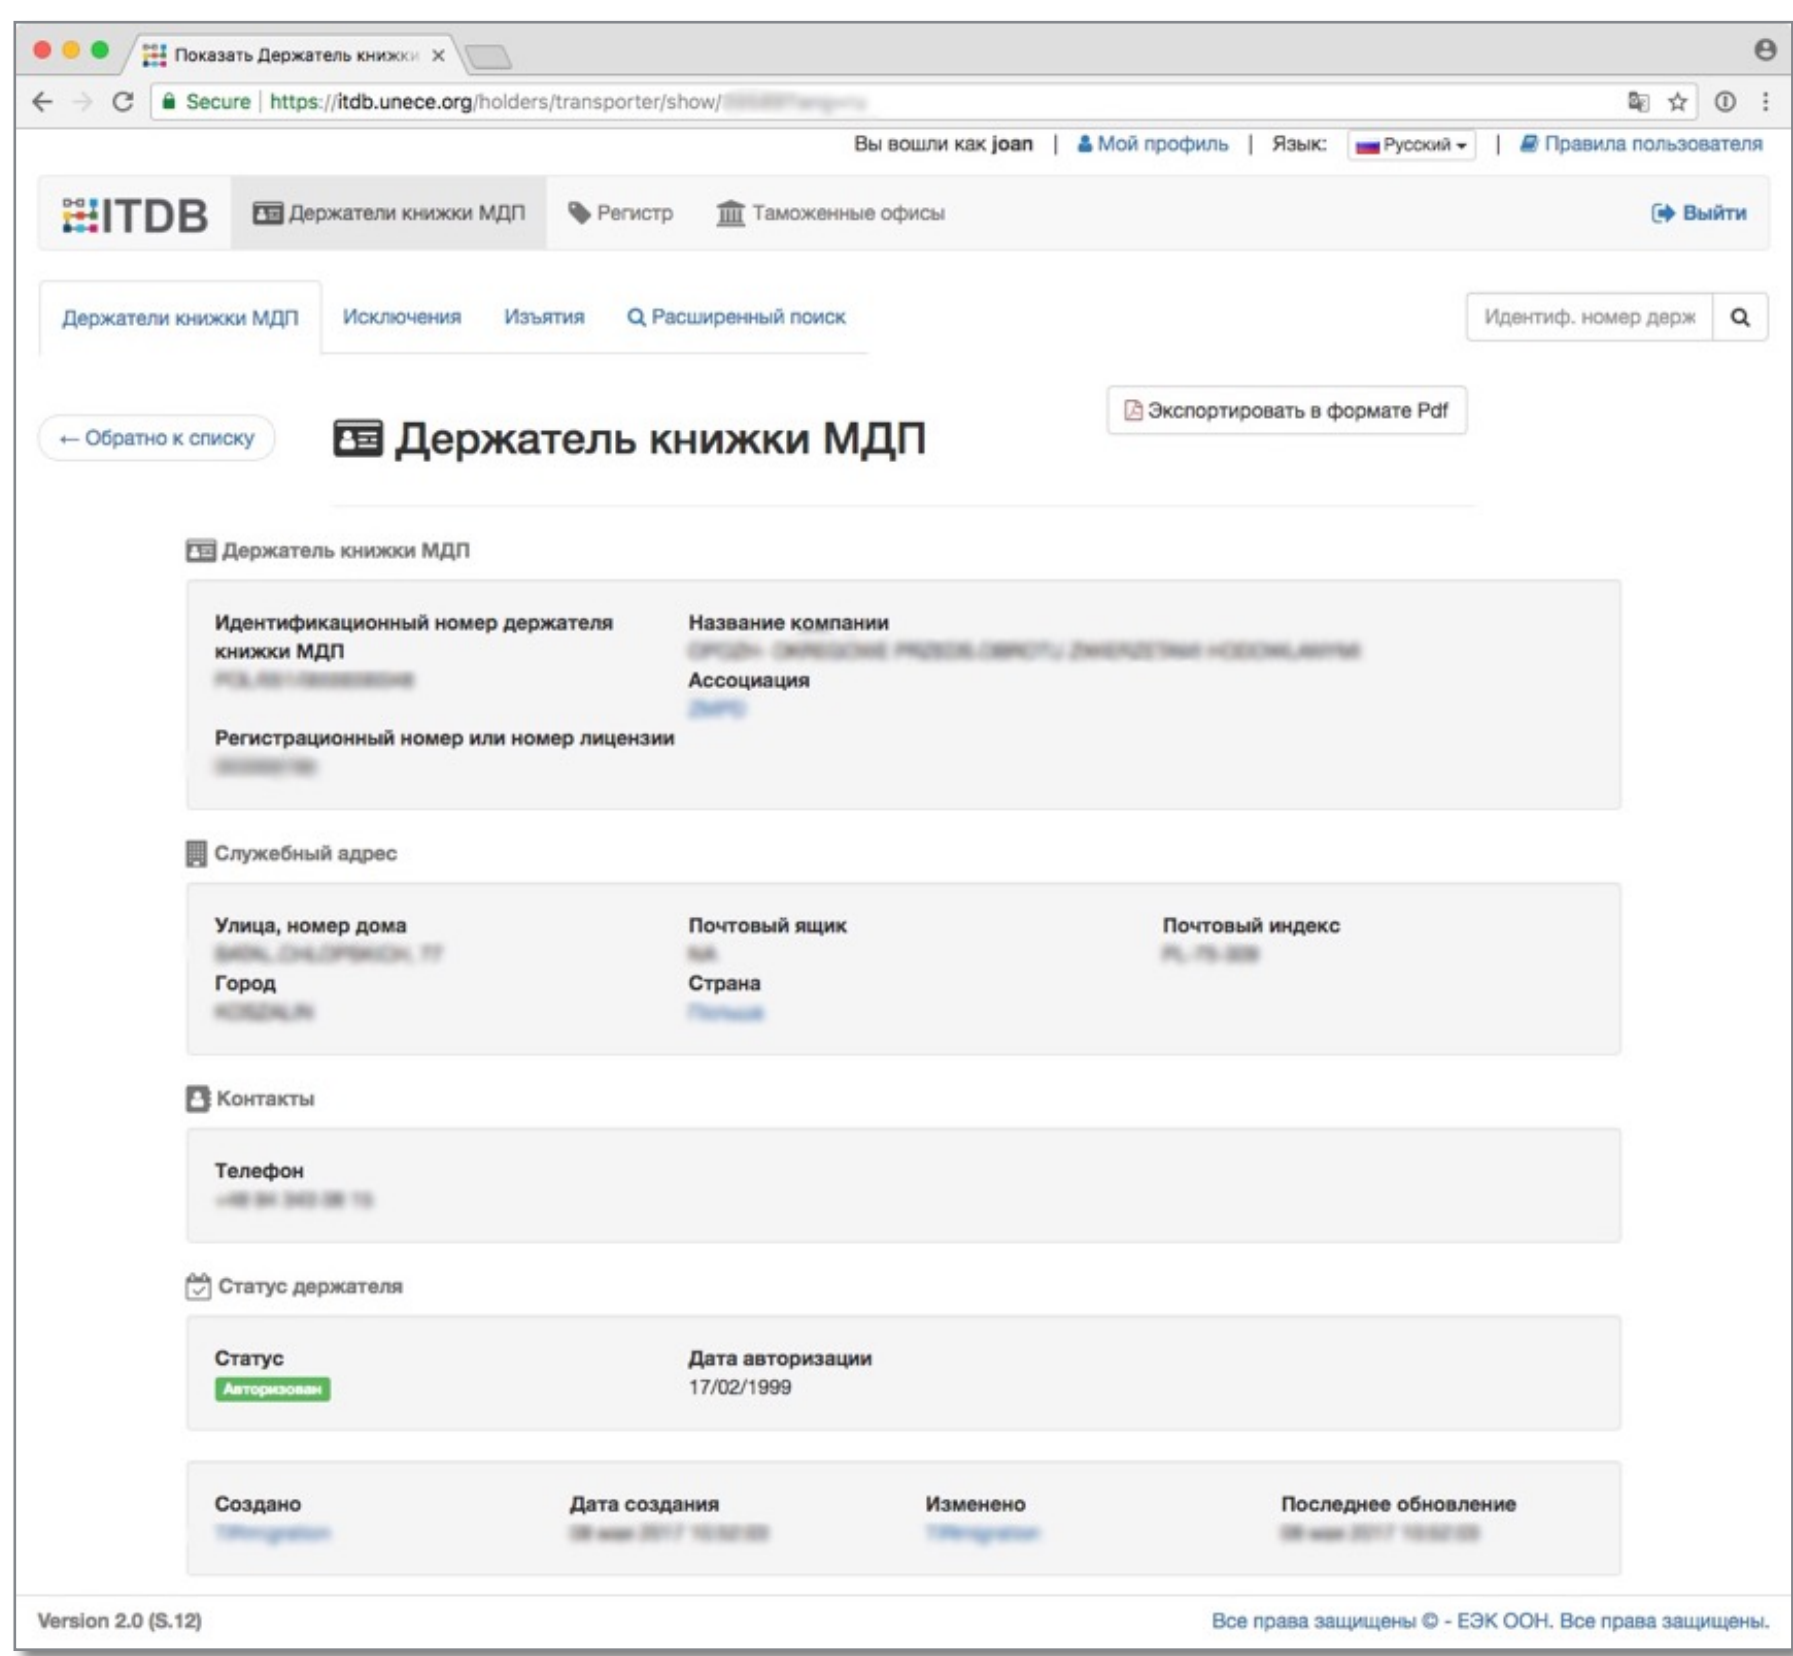 Показать Держатель книжки
Secure | https://itdb.unece.org/holders/transporter/show/
Вы вошли как joan | Мой профиль | Язык: Русский | Правила пользователя
ITDB Держатели книжки МДП Регистр Таможенные офисы Выйти
Держатели книжки МДП Исключения Изъятия Расширенный поиск Идентиф. номер держ
Экспортировать в формате Pdf
← Обратно к списку Держатель книжки МДП
Держатель книжки МДП
Идентификационный номер держателя Название компании
книжки МДП
Ассоциация
Регистрационный номер или номер лицензии
Служебный адрес
Улица, номер дома Почтовый ящик Почтовый индекс
Город Страна
Контакты
Телефон
Статус держателя
Статус Дата авторизации
Авторизован 17/02/1999
Создано Дата создания Изменено Последнее обновление
Version 2.0 (S.12) Все права защищены © - ЕЭК ООН. Все права защищены.